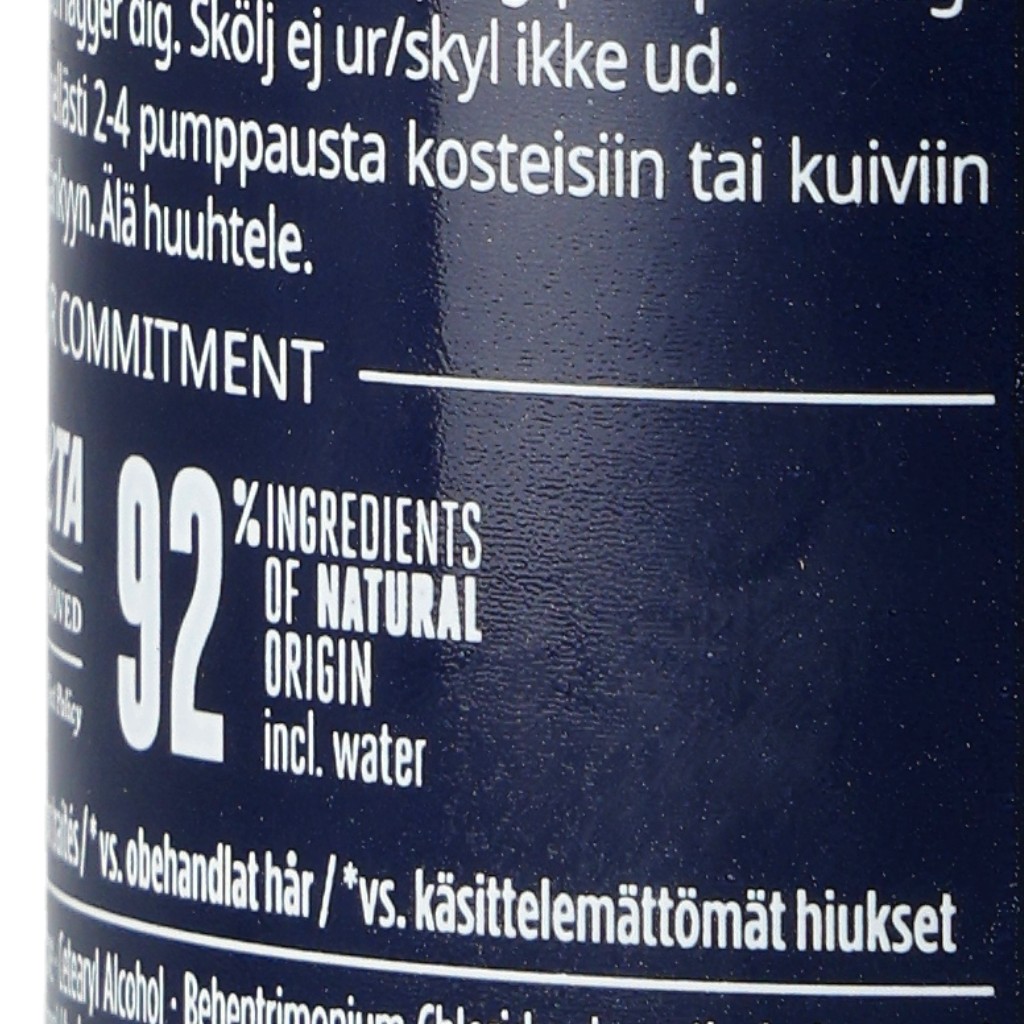 dig. Skölj ej ur/skyl ikke ud.
2-4 pumppausta kosteisiin tai kuiviin
Älä huuhtele.
COMMITMENT
92% INGREDIENTS
OF NATURAL
ORIGIN
incl. water
/*vs. obehandlat hår / *vs. käsittelemättömät hiukset
Cetearyl Alcohol · Behentrimonium